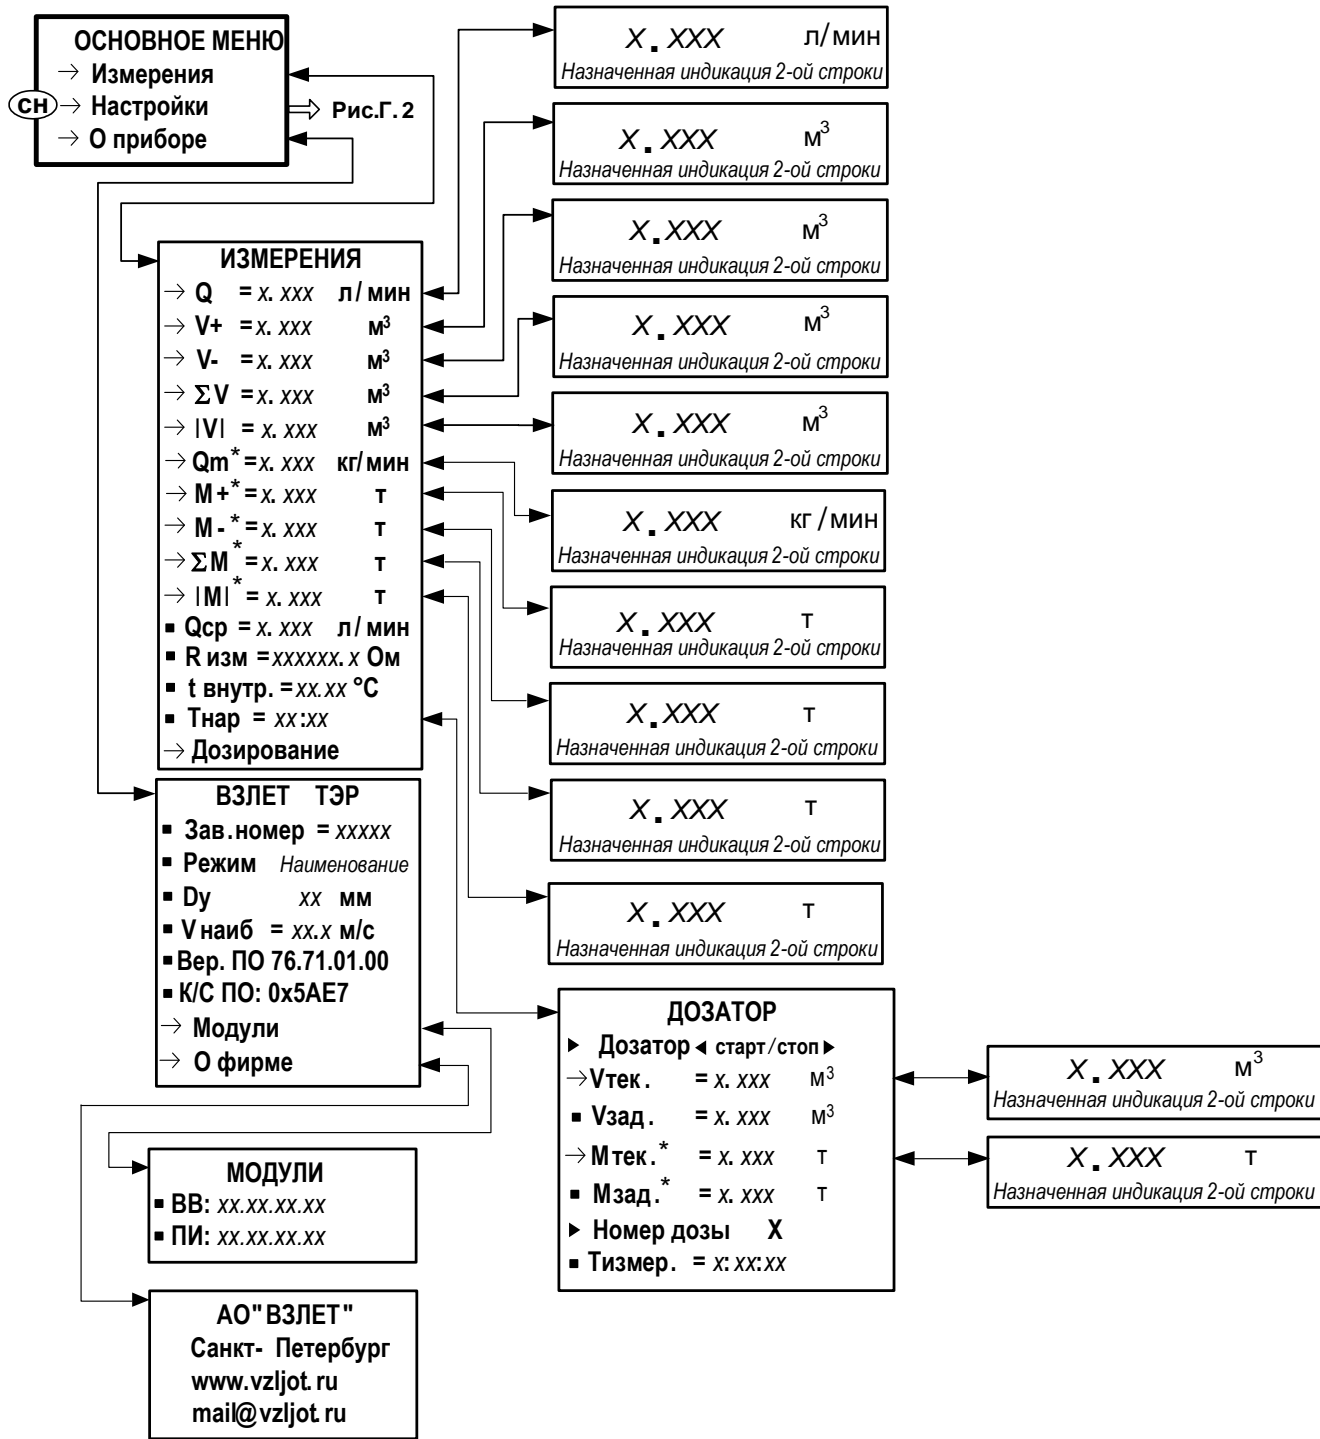 ОСНОВНОЕ МЕНЮ
→ Измерения
СН → Настройки
→ О приборе
Рис.Г.2
ИЗМЕРЕНИЯ
→ Q = x.xxx л/мин
→ V+ = x.xxx м³
→ V- = x.xxx м³
→ ΣV = x.xxx м³
→ |V| = x.xxx м³
→ Qm* = x.xxx кг/мин
→ M+* = x.xxx т
→ M-* = x.xxx т
→ ΣM* = x.xxx т
→ |M|* = x.xxx т
▪ Qср = x.xxx л/мин
▪ R изм = xxxxxx.x Ом
▪ t внутр. = xx.xx °C
▪ Тнар = xx:xx
→ Дозирование
ВЗЛЕТ ТЭР
▪ Зав.номер = xxxxx
▪ Режим Наименование
▪ Dy xx мм
▪ Vнаиб = xx.x м/с
▪ Вер. ПО 76.71.01.00
▪ К/С ПО: 0x5AE7
→ Модули
→ О фирме
МОДУЛИ
▪ ВВ: xx.xx.xx.xx
▪ ПИ: xx.xx.xx.xx
АО"ВЗЛЕТ"
Санкт- Петербург
www.vzljot.ru
mail@vzljot.ru
X.XXX л/мин
Назначенная индикация 2-ой строки
X.XXX м³
Назначенная индикация 2-ой строки
X.XXX м³
Назначенная индикация 2-ой строки
X.XXX м³
Назначенная индикация 2-ой строки
X.XXX м³
Назначенная индикация 2-ой строки
X.XXX кг/мин
Назначенная индикация 2-ой строки
X.XXX т
Назначенная индикация 2-ой строки
X.XXX т
Назначенная индикация 2-ой строки
X.XXX т
Назначенная индикация 2-ой строки
X.XXX т
Назначенная индикация 2-ой строки
ДОЗАТОР
▶ Дозатор ◀ старт/стоп ▶
→ Vтек. = x.xxx м³
▪ Vзад. = x.xxx м³
→ Мтек.* = x.xxx т
▪ Мзад.* = x.xxx т
▶ Номер дозы X
▪ Тизмер. = x:xx:xx
X.XXX м³
Назначенная индикация 2-ой строки
X.XXX т
Назначенная индикация 2-ой строки